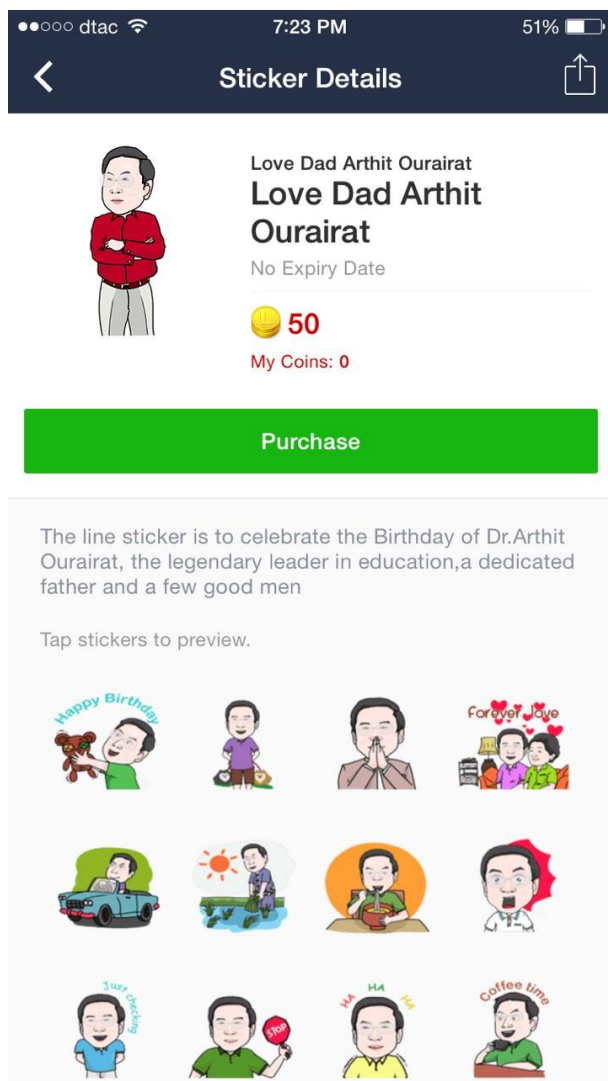 dtac 7:23 PM 51%
Sticker Details
Love Dad Arthit Ourairat
Love Dad Arthit
Ourairat
No Expiry Date
L 50
My Coins: 0
Purchase
The line sticker is to celebrate the Birthday of Dr.Arthit
Ourairat, the legendary leader in education,a dedicated
father and a few good men
Tap stickers to preview.
Happy Birthday
Forever love
Just checking
STOP
HA HA HA
Coffee time